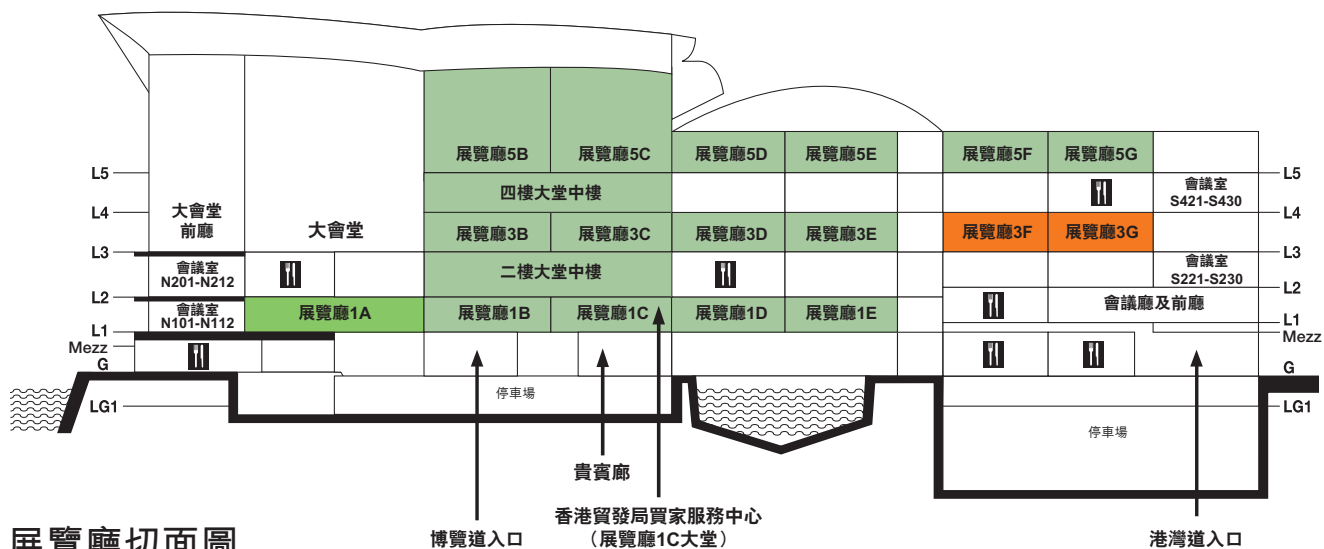 展覽廳5B
展覽廳5C
展覽廳5D
展覽廳5E
展覽廳5F
展覽廳5G
L5
L5
四樓大堂中樓
會議室
S421-S430
L4
L4
大會堂
前廳
大會堂
展覽廳3B
展覽廳3C
展覽廳3D
展覽廳3E
展覽廳3F
展覽廳3G
L3
L3
會議室
N201-N212
二樓大堂中樓
會議室
S221-S230
L2
L2
會議室
N101-N112
展覽廳1A
展覽廳1B
展覽廳1C
展覽廳1D
展覽廳1E
會議廳及前廳
L1
L1
Mezz
Mezz
G
G
停車場
LG1
LG1
停車場
貴賓廊
展覽廳切面圖
博覽道入口
香港貿發局買家服務中心
（展覽廳1C大堂）
港灣道入口